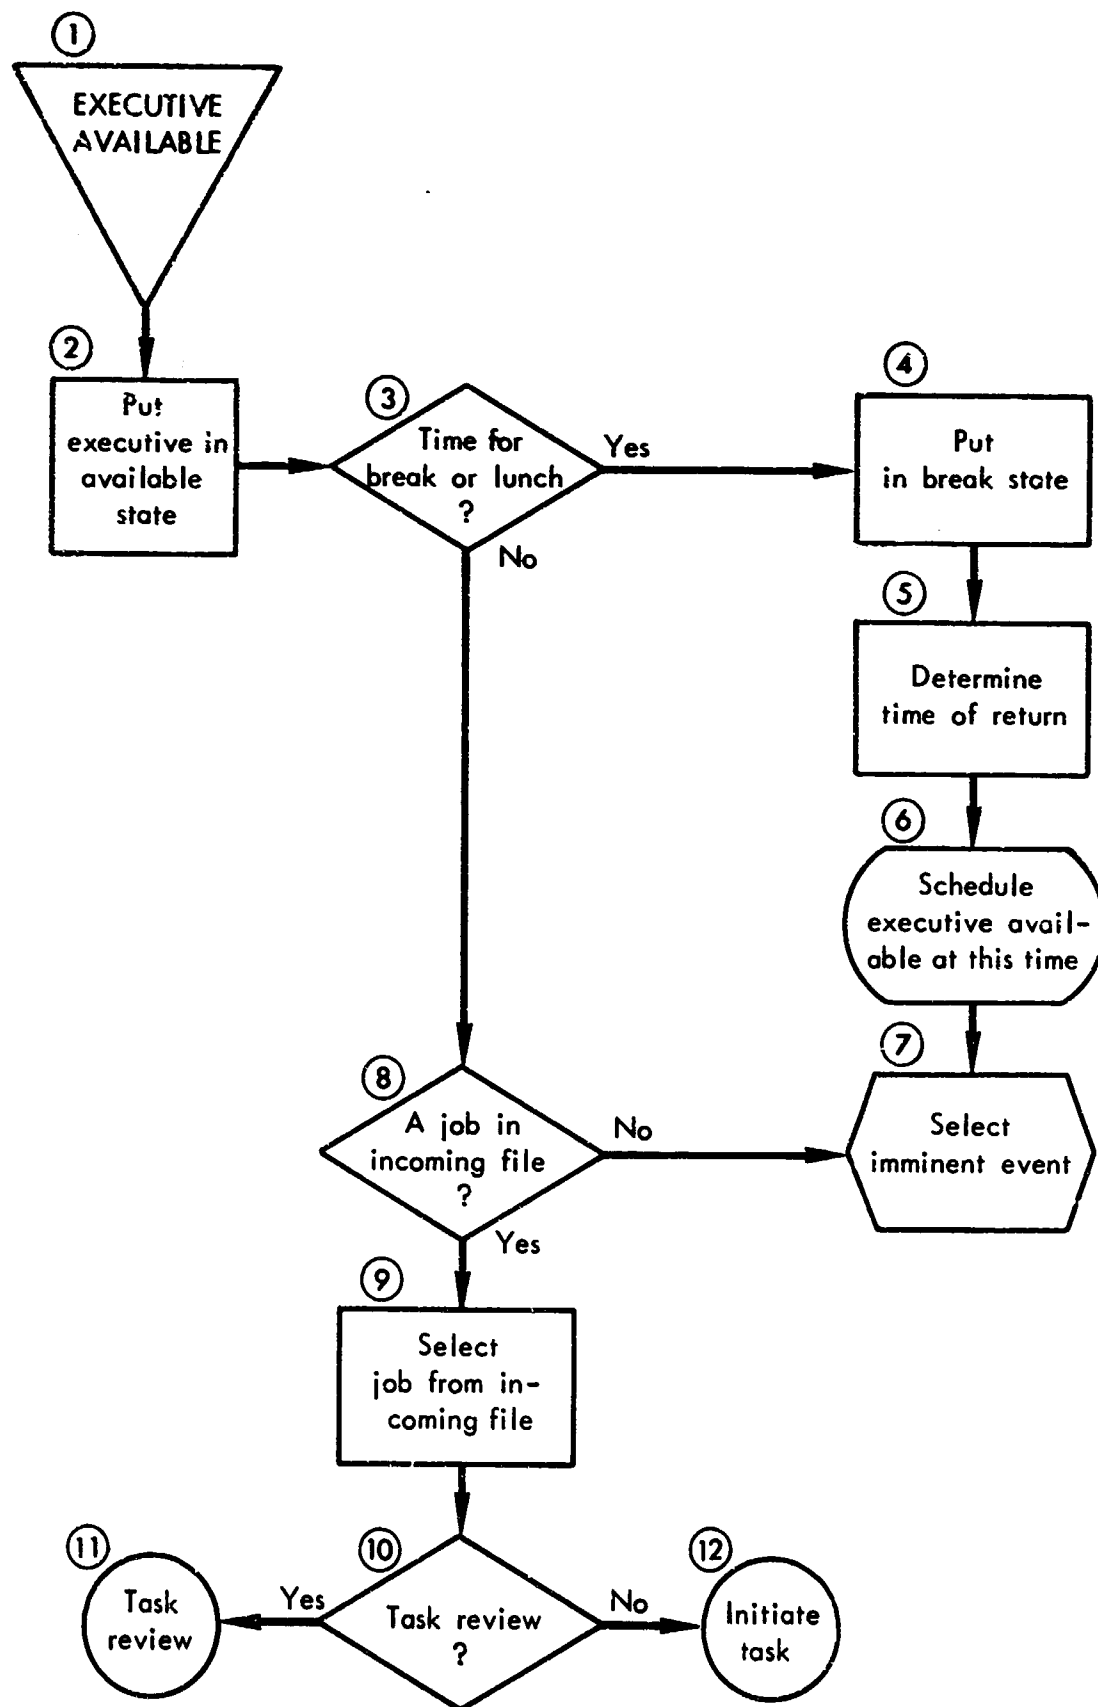 1
EXECUTIVE
AVAILABLE
2
Put
executive in
available
state
3
Time for
break or lunch
?
Yes
No
4
Put
in break state
5
Determine
time of return
6
Schedule
executive avail-
able at this time
7
Select
imminent event
8
A job in
incoming file
?
No
Yes
9
Select
job from in-
coming file
10
Task review
?
Yes
No
11
Task
review
12
Initiate
task